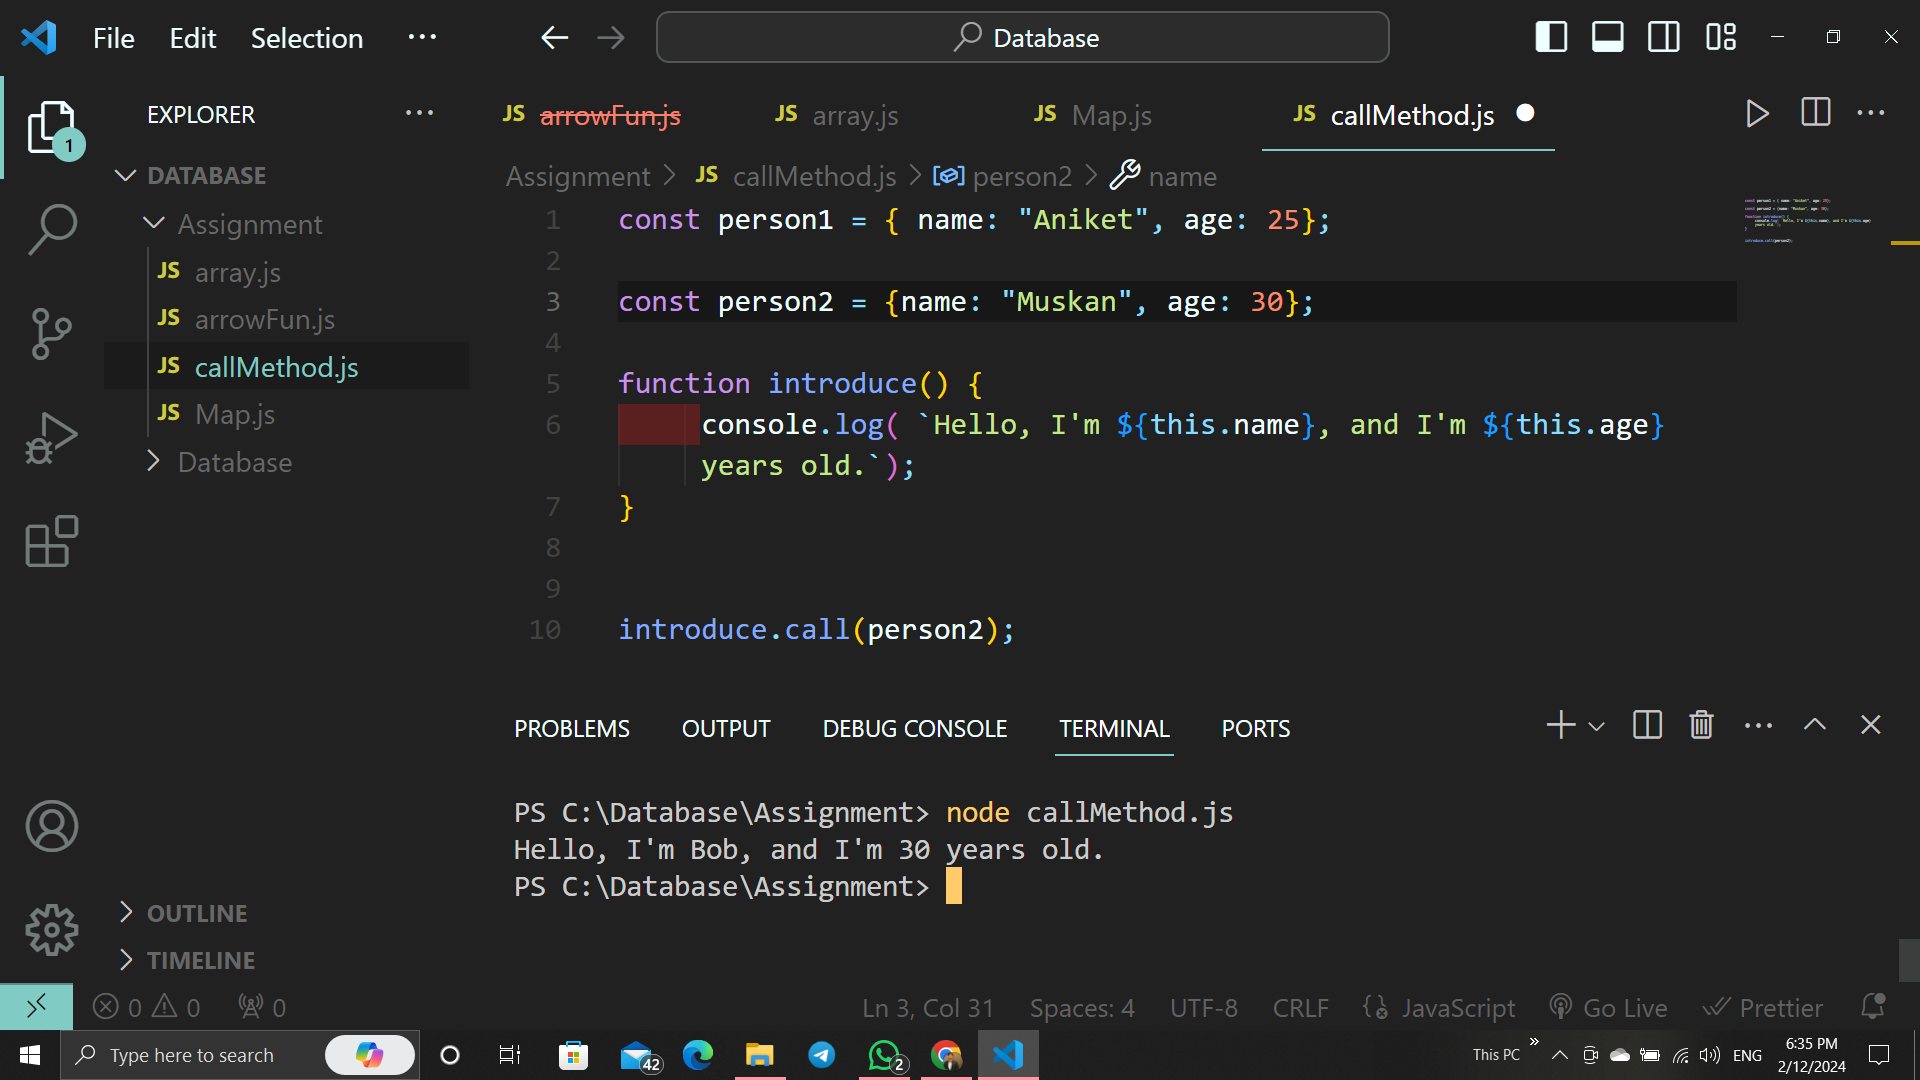 File Edit Selection ···
Database
EXPLORER ···
1
DATABASE
Assignment
JS array.js
JS arrowFun.js
JS callMethod.js
JS Map.js
Database
OUTLINE
TIMELINE
JS arrowFun.js JS array.js JS Map.js JS callMethod.js
Assignment > JS callMethod.js > person2 > name
1 const person1 = { name: "Aniket", age: 25};
2
3 const person2 = {name: "Muskan", age: 30};
4
5 function introduce() {
6 console.log( `Hello, I'm ${this.name}, and I'm ${this.age}
years old.`);
7 }
8
9
10 introduce.call(person2);
PROBLEMS OUTPUT DEBUG CONSOLE TERMINAL PORTS
PS C:\Database\Assignment> node callMethod.js
Hello, I'm Bob, and I'm 30 years old.
PS C:\Database\Assignment>
0 0 0 Ln 3, Col 31 Spaces: 4 UTF-8 CRLF {} JavaScript Go Live Prettier
Type here to search 42 2 This PC » ENG 6:35 PM
2/12/2024